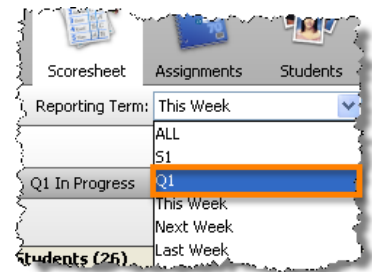 Scoresheet Assignments Students
Reporting Term: This Week
ALL
S1
Q1 In Progress Q1
This Week
Next Week
Students (26) Last Week